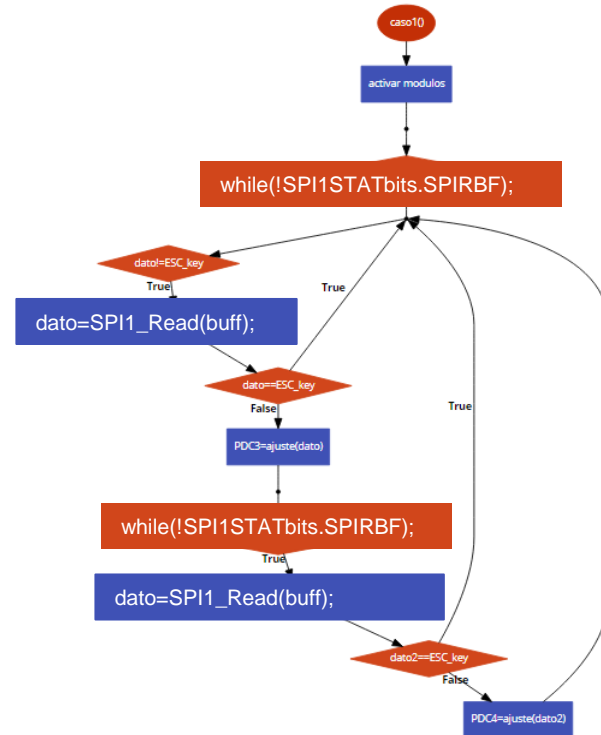 caso1()
activar modulos
while(!SPI1STATbits.SPIRBF);
dato!=ESC_key
True
True
dato=SPI1_Read(buff);
dato==ESC_key
False
True
PDC3=ajuste(dato)
while(!SPI1STATbits.SPIRBF);
True
dato=SPI1_Read(buff);
dato2==ESC_key
False
PDC4=ajuste(dato2)